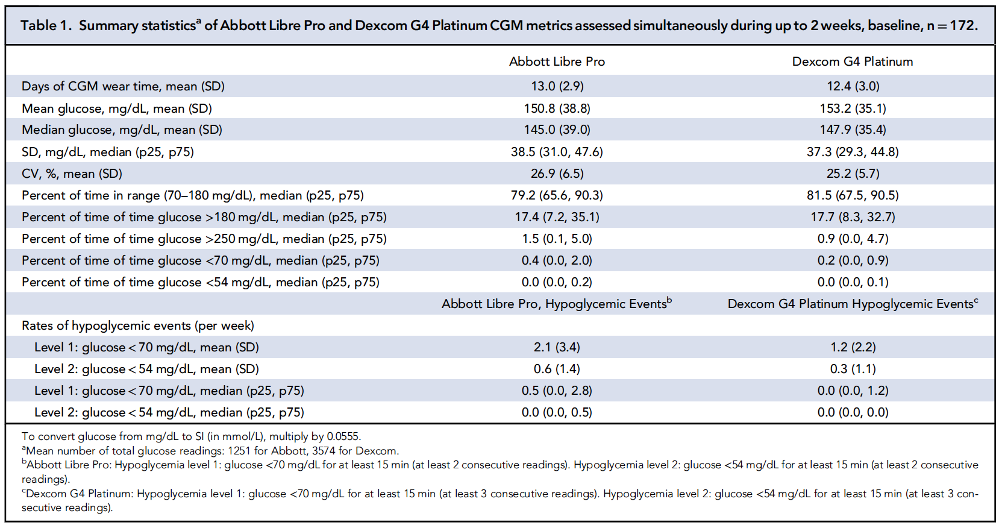 Table 1. Summary statisticsa of Abbott Libre Pro and Dexcom G4 Platinum CGM metrics assessed simultaneously during up to 2 weeks, baseline, n = 172.
Abbott Libre Pro Dexcom G4 Platinum
Days of CGM wear time, mean (SD) 13.0 (2.9) 12.4 (3.0)
Mean glucose, mg/dL, mean (SD) 150.8 (38.8) 153.2 (35.1)
Median glucose, mg/dL, mean (SD) 145.0 (39.0) 147.9 (35.4)
SD, mg/dL, median (p25, p75) 38.5 (31.0, 47.6) 37.3 (29.3, 44.8)
CV, %, mean (SD) 26.9 (6.5) 25.2 (5.7)
Percent of time in range (70–180 mg/dL), median (p25, p75) 79.2 (65.6, 90.3) 81.5 (67.5, 90.5)
Percent of time of time glucose >180 mg/dL, median (p25, p75) 17.4 (7.2, 35.1) 17.7 (8.3, 32.7)
Percent of time of time glucose >250 mg/dL, median (p25, p75) 1.5 (0.1, 5.0) 0.9 (0.0, 4.7)
Percent of time of time glucose <70 mg/dL, median (p25, p75) 0.4 (0.0, 2.0) 0.2 (0.0, 0.9)
Percent of time of time glucose <54 mg/dL, median (p25, p75) 0.0 (0.0, 0.2) 0.0 (0.0, 0.1)
Abbott Libre Pro, Hypoglycemic Eventsb Dexcom G4 Platinum Hypoglycemic Eventsc
Rates of hypoglycemic events (per week)
Level 1: glucose < 70 mg/dL, mean (SD) 2.1 (3.4) 1.2 (2.2)
Level 2: glucose < 54 mg/dL, mean (SD) 0.6 (1.4) 0.3 (1.1)
Level 1: glucose < 70 mg/dL, median (p25, p75) 0.5 (0.0, 2.8) 0.0 (0.0, 1.2)
Level 2: glucose < 54 mg/dL, median (p25, p75) 0.0 (0.0, 0.5) 0.0 (0.0, 0.0)
To convert glucose from mg/dL to SI (in mmol/L), multiply by 0.0555.
aMean number of total glucose readings: 1251 for Abbott, 3574 for Dexcom.
bAbbott Libre Pro: Hypoglycemia level 1: glucose <70 mg/dL for at least 15 min (at least 2 consecutive readings). Hypoglycemia level 2: glucose <54 mg/dL for at least 15 min (at least 2 consecutive
readings).
cDexcom G4 Platinum: Hypoglycemia level 1: glucose <70 mg/dL for at least 15 min (at least 3 consecutive readings). Hypoglycemia level 2: glucose <54 mg/dL for at least 15 min (at least 3 con-
secutive readings).